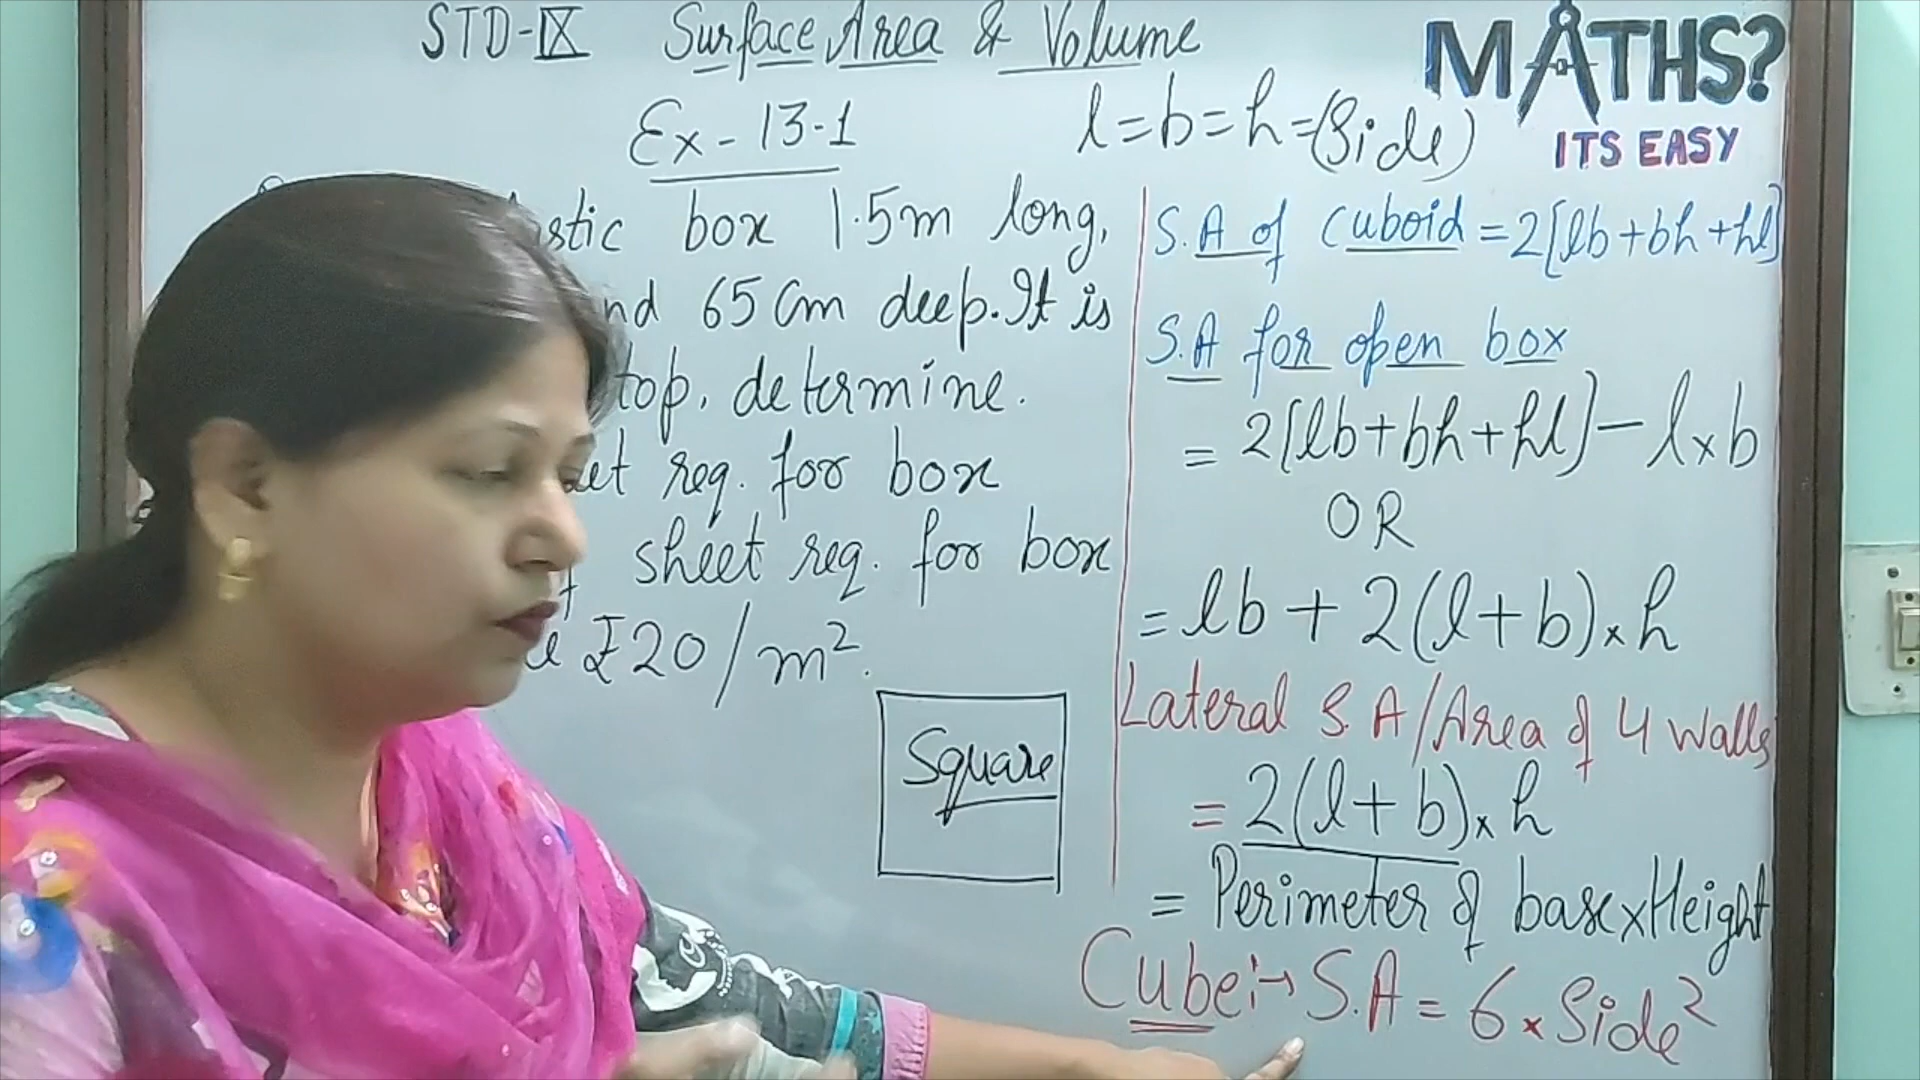 STD-IX Surface Area & Volume
MATHS?
ITS EASY
Ex-13.1
l=b=h=(Side)
box 1.5m long,
65 cm deep. It is
top, determine.
req. for box
sheet req. for box
₹20/m².
Square
S.A of cuboid = 2[lb+bh+hl]
S.A for open box
= 2[lb+bh+hl] - l×b
OR
= lb + 2(l+b)×h
Lateral S.A/Area of 4 walls
= 2(l+b)×h
= Perimeter of base×Height
Cube:→ S.A = 6×Side²